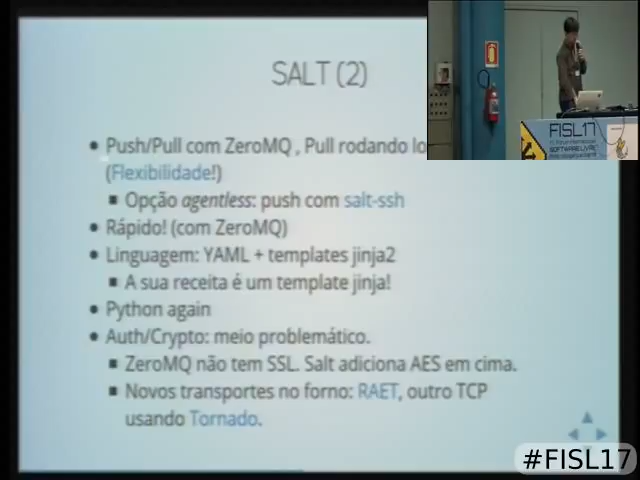 SALT (2)
• Push/Pull com ZeroMQ , Pull rodando lo
(Flexibilidade!)
▪ Opção agentless: push com salt-ssh
• Rápido! (com ZeroMQ)
• Linguagem: YAML + templates jinja2
▪ A sua receita é um template jinja!
• Python again
• Auth/Crypto: meio problemático.
▪ ZeroMQ não tem SSL. Salt adiciona AES em cima.
▪ Novos transportes no forno: RAET, outro TCP
usando Tornado.
FISL17
#FISL17